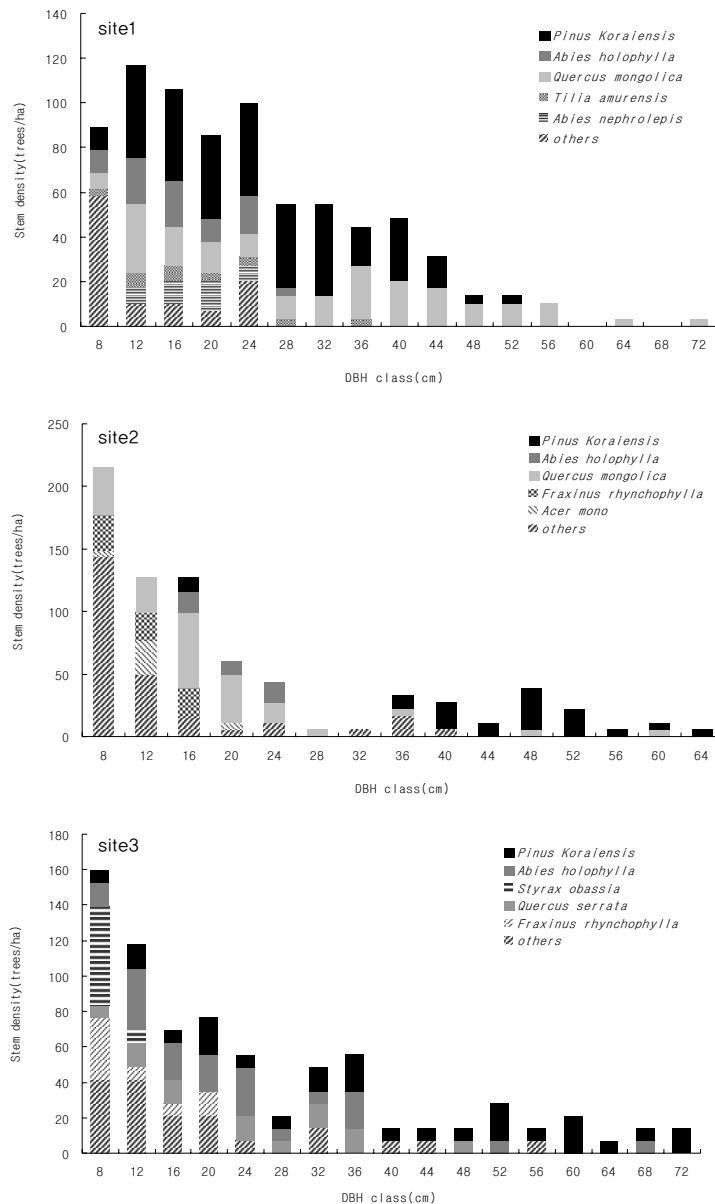 site1
140
120
100
80
60
40
20
0
Stem density(trees/ha)
Pinus Koraiensis
Abies holophylla
Quercus mongolica
Tilia amurensis
Abies nephrolepis
others
8 12 16 20 24 28 32 36 40 44 48 52 56 60 64 68 72
DBH class(cm)
site2
250
200
150
100
50
0
Stem density(trees/ha)
Pinus Koraiensis
Abies holophylla
Quercus mongolica
Fraxinus rhynchophylla
Acer mono
others
8 12 16 20 24 28 32 36 40 44 48 52 56 60 64
DBH class(cm)
site3
180
160
140
120
100
80
60
40
20
0
Stem density(trees/ha)
Pinus Koraiensis
Abies holophylla
Styrax obassia
Quercus serrata
Fraxinus rhynchophylla
others
8 12 16 20 24 28 32 36 40 44 48 52 56 60 64 68 72
DBH class(cm)